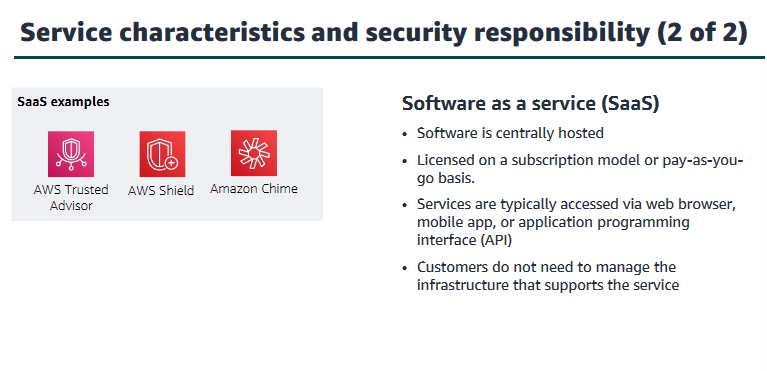 Service characteristics and security responsibility (2 of 2)
SaaS examples
AWS Trusted
Advisor
AWS Shield
Amazon Chime
Software as a service (SaaS)
• Software is centrally hosted
• Licensed on a subscription model or pay-as-you-
go basis.
• Services are typically accessed via web browser,
mobile app, or application programming
interface (API)
• Customers do not need to manage the
infrastructure that supports the service